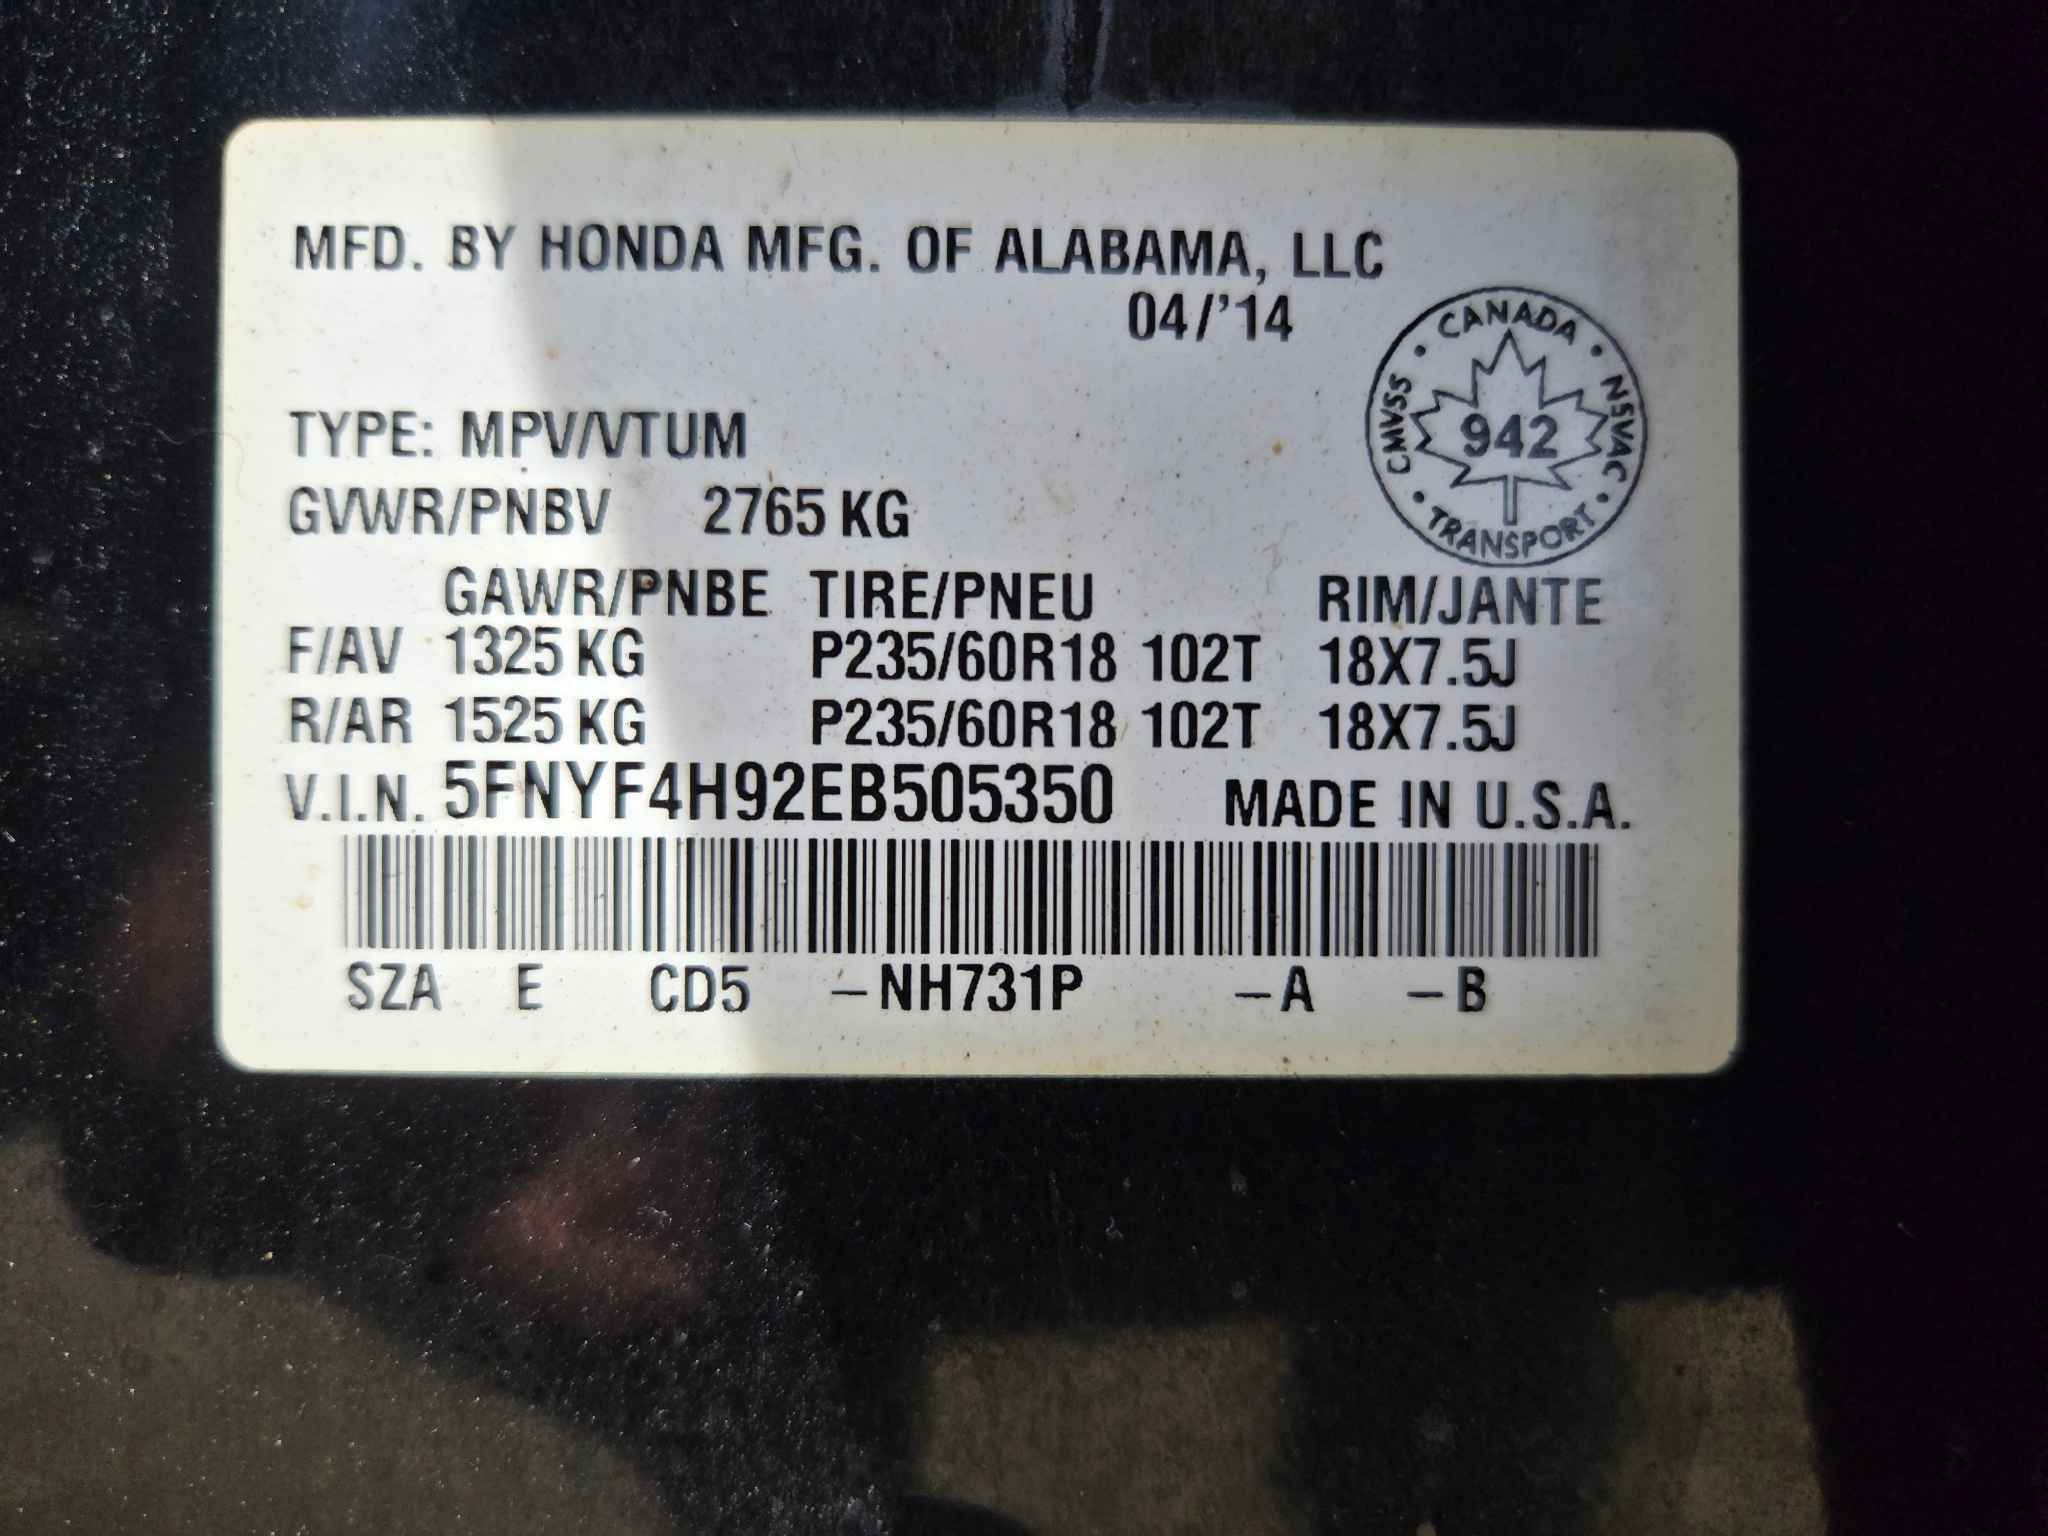 MFD. BY HONDA MFG. OF ALABAMA, LLC
04/'14
CANADA
CMVSS
942
NSVAC
TRANSPORT
TYPE: MPV/VTUM
GVWR/PNBV 2765 KG
GAWR/PNBE TIRE/PNEU RIM/JANTE
F/AV 1325 KG P235/60R18 102T 18X7.5J
R/AR 1525 KG P235/60R18 102T 18X7.5J
V.I.N. 5FNYF4H92EB505350 MADE IN U.S.A.
SZA E CD5 –NH731P –A –B